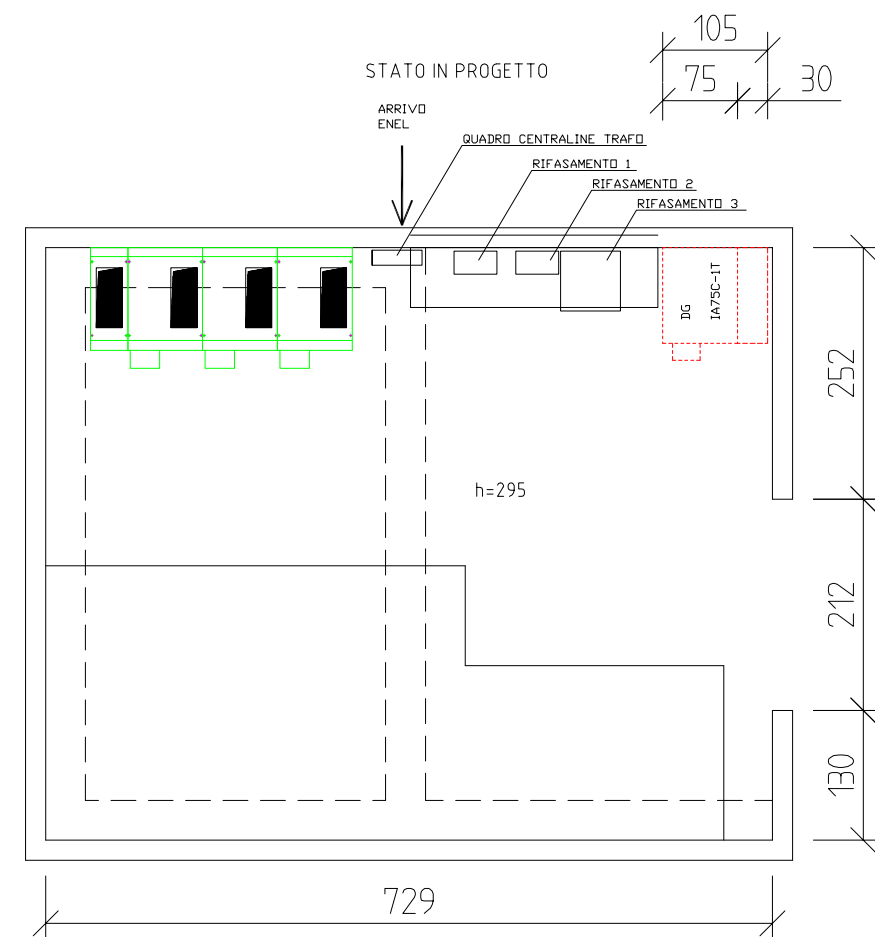 105
STATO IN PROGETTO
75
30
ARRIVO
ENEL
QUADRO CENTRALINE TRAFO
RIFASAMENTO 1
RIFASAMENTO 2
RIFASAMENTO 3
DG
IA75C-1T
252
h=295
212
130
729